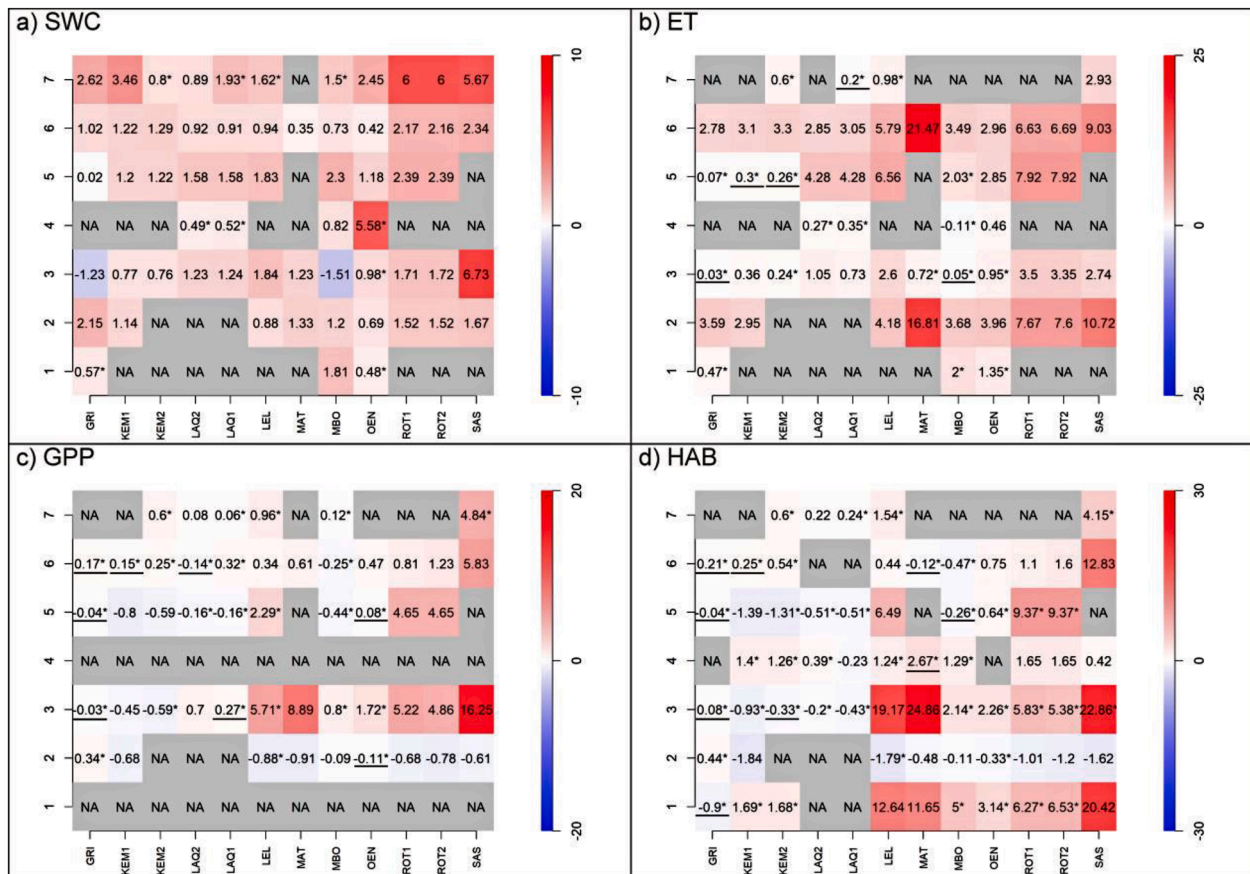 a) SWC
7 2.62 3.46 0.8* 0.89 1.93* 1.62* NA 1.5* 2.45 6 6 5.67
6 1.02 1.22 1.29 0.92 0.91 0.94 0.35 0.73 0.42 2.17 2.16 2.34
5 0.02 1.2 1.22 1.58 1.58 1.83 NA 2.3 1.18 2.39 2.39 NA
4 NA NA NA 0.49* 0.52* NA NA 0.82 5.58* NA NA NA
3 -1.23 0.77 0.76 1.23 1.24 1.84 1.23 -1.51 0.98* 1.71 1.72 6.73
2 2.15 1.14 NA NA NA 0.88 1.33 1.2 0.69 1.52 1.52 1.67
1 0.57* NA NA NA NA NA NA 1.81 0.48* NA NA NA
GRI KEM1 KEM2 LAQ2 LAQ1 LEL MAT MBO OEN ROT1 ROT2 SAS
10
0
-10
b) ET
7 NA NA 0.6* NA 0.2* 0.98* NA NA NA NA NA 2.93
6 2.78 3.1 3.3 2.85 3.05 5.79 21.47 3.49 2.96 6.63 6.69 9.03
5 0.07* 0.3* 0.26* 4.28 4.28 6.56 NA 2.03* 2.85 7.92 7.92 NA
4 NA NA NA 0.27* 0.35* NA NA -0.11* 0.46 NA NA NA
3 0.03* 0.36 0.24* 1.05 0.73 2.6 0.72* 0.05* 0.95* 3.5 3.35 2.74
2 3.59 2.95 NA NA NA 4.18 16.81 3.68 3.96 7.67 7.6 10.72
1 0.47* NA NA NA NA NA NA 2* 1.35* NA NA NA
GRI KEM1 KEM2 LAQ2 LAQ1 LEL MAT MBO OEN ROT1 ROT2 SAS
25
0
-25
c) GPP
7 NA NA 0.6* 0.08 0.06* 0.96* NA 0.12* NA NA NA 4.84*
6 0.17* 0.15* 0.25* -0.14* 0.32* 0.34 0.61 -0.25* 0.47 0.81 1.23 5.83
5 -0.04* -0.8 -0.59 -0.16* -0.16* 2.29* NA -0.44* 0.08* 4.65 4.65 NA
4 NA NA NA NA NA NA NA NA NA NA NA NA
3 -0.03* -0.45 -0.59* 0.7 0.27* 5.71* 8.89 0.8* 1.72* 5.22 4.86 16.25
2 0.34* -0.68 NA NA NA -0.88* -0.91 -0.09 -0.11* -0.68 -0.78 -0.61
1 NA NA NA NA NA NA NA NA NA NA NA NA
GRI KEM1 KEM2 LAQ2 LAQ1 LEL MAT MBO OEN ROT1 ROT2 SAS
20
0
-20
d) HAB
7 NA NA 0.6* 0.22 0.24* 1.54* NA NA NA NA NA 4.15*
6 0.21* 0.25* 0.54* NA NA 0.44 -0.12* -0.47* 0.75 1.1 1.6 12.83
5 -0.04* -1.39 -1.31* -0.51* -0.51* 6.49 NA -0.26* 0.64* 9.37* 9.37* NA
4 NA 1.4* 1.26* 0.39* -0.23 1.24* 2.67* 1.29* NA 1.65 1.65 0.42
3 -0.08* -0.93* -0.33* -0.2* -0.43* 19.17 24.86 2.14* 2.26* 5.83* 5.38* 22.86*
2 0.44* -1.84 NA NA NA -1.79* -0.48 -0.11 -0.33* -1.01 -1.2 -1.62
1 -0.9* 1.69* 1.68* NA NA 12.64 11.65 5* 3.14* 6.27* 6.53* 20.42
GRI KEM1 KEM2 LAQ2 LAQ1 LEL MAT MBO OEN ROT1 ROT2 SAS
30
0
-30